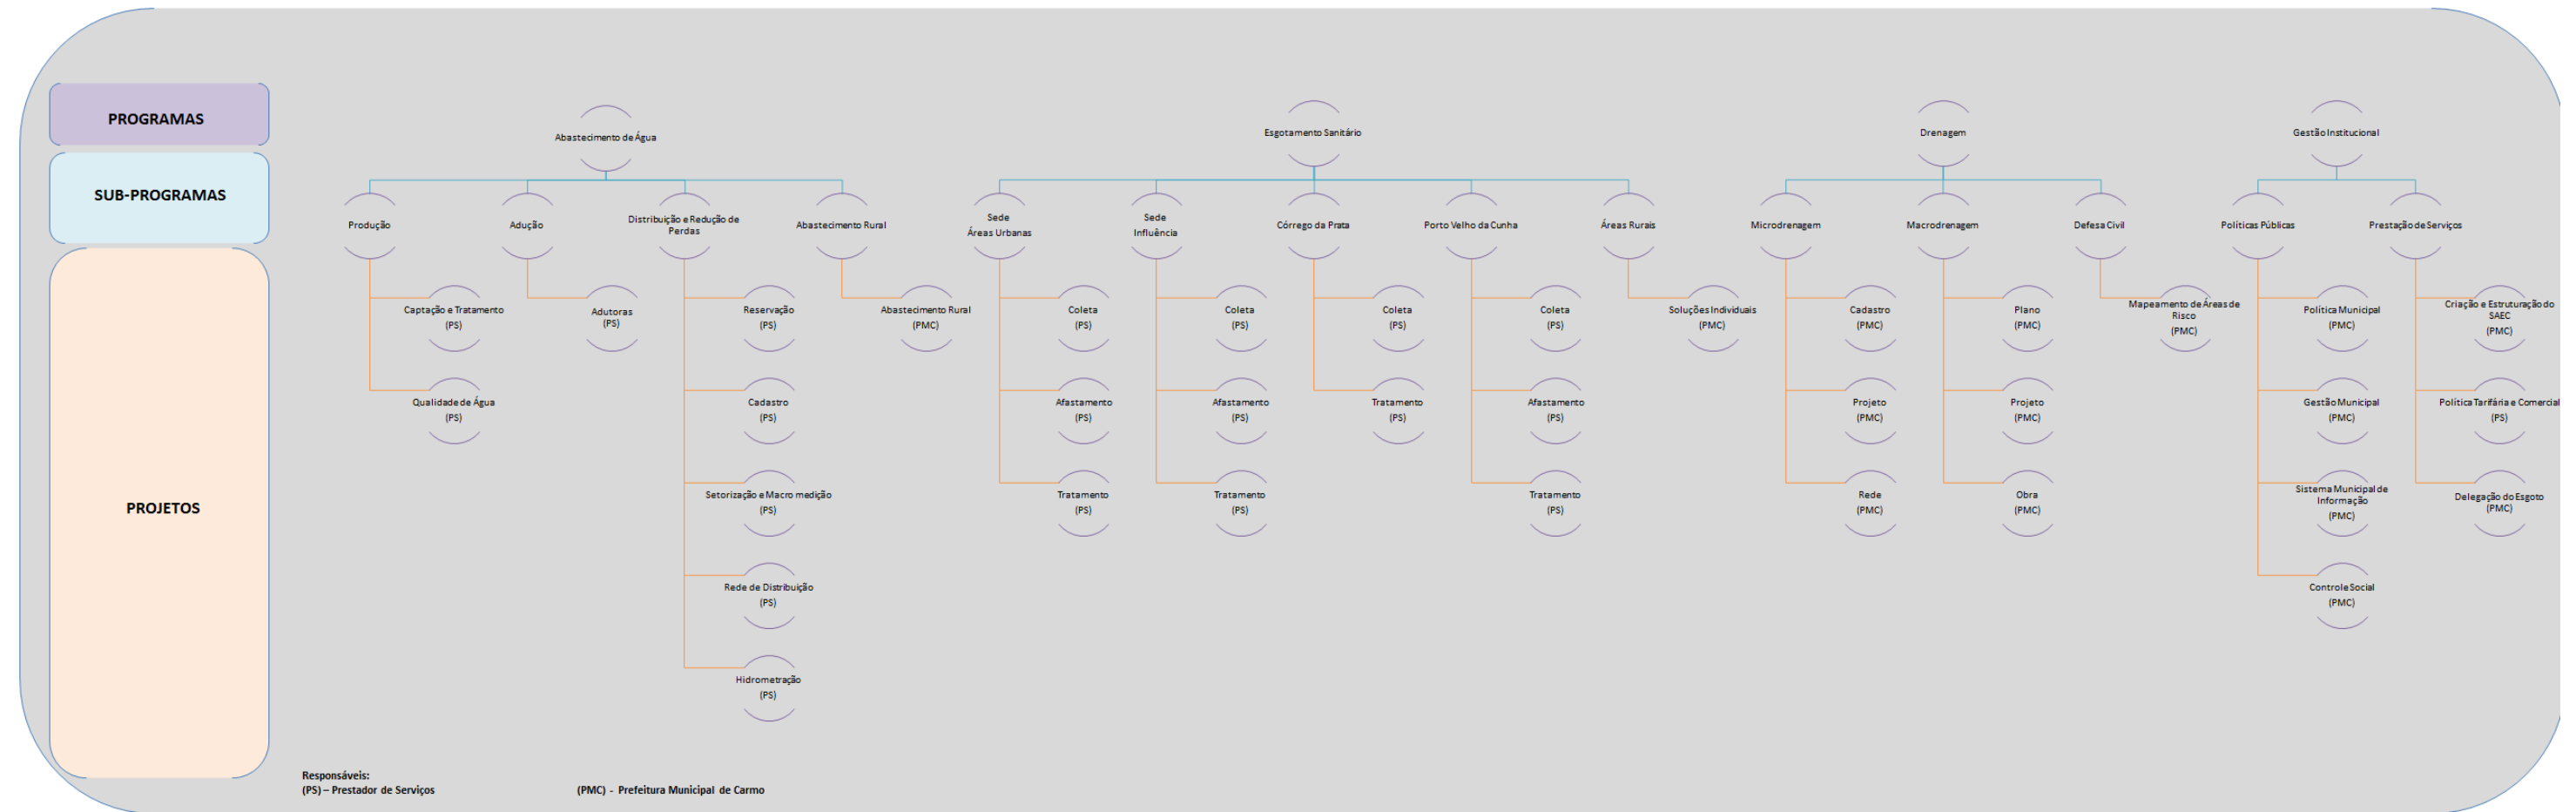 PROGRAMAS
SUB-PROGRAMAS
PROJETOS
Abastecimento de Água
Produção
Captação e Tratamento
(PS)
Qualidade de Água
(PS)
Adução
Adutoras
(PS)
Distribuição e Redução de
Perdas
Reservação
(PS)
Cadastro
(PS)
Setorização e Macro medição
(PS)
Rede de Distribuição
(PS)
Hidrometração
(PS)
Abastecimento Rural
Abastecimento Rural
(PMC)
Esgotamento Sanitário
Sede
Áreas Urbanas
Coleta
(PS)
Afastamento
(PS)
Tratamento
(PS)
Sede
Influência
Coleta
(PS)
Afastamento
(PS)
Tratamento
(PS)
Córrego da Prata
Coleta
(PS)
Tratamento
(PS)
Porto Velho da Cunha
Coleta
(PS)
Afastamento
(PS)
Tratamento
(PS)
Áreas Rurais
Soluções Individuais
(PMC)
Drenagem
Microdrenagem
Cadastro
(PMC)
Projeto
(PMC)
Rede
(PMC)
Macrodrenagem
Plano
(PMC)
Projeto
(PMC)
Obra
(PMC)
Defesa Civil
Mapeamento de Áreas de
Risco
(PMC)
Gestão Institucional
Políticas Públicas
Política Municipal
(PMC)
Gestão Municipal
(PMC)
Sistema Municipal de
Informação
(PMC)
Controle Social
(PMC)
Prestação de Serviços
Criação e Estruturação do
SAEC
(PMC)
Política Tarifária e Comercial
(PS)
Delegação do Esgoto
(PMC)
Responsáveis:
(PS) – Prestador de Serviços
(PMC) - Prefeitura Municipal de Carmo